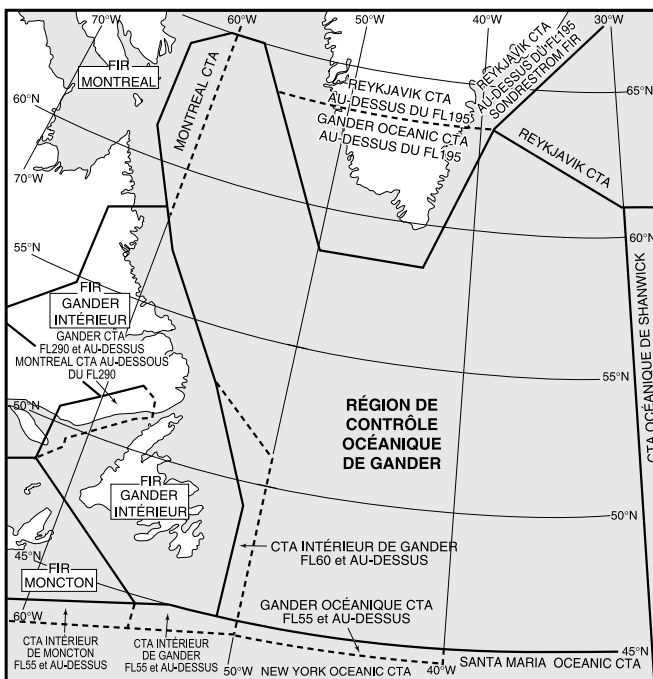 70°W
60°W
50°W
40°W
30°W
FIR
MONTREAL
MONTREAL CTA
REYKJAVIK CTA
AU-DESSUS DU FL195
GANDER OCEANIC CTA
AU-DESSUS DU FL195
REYKJAVIK CTA
AU-DESSUS DU FL195
SONDRESTROM FIR
REYKJAVIK CTA
65°N
60°N
70°W
60°N
55°N
FIR
GANDER
INTÉRIEUR
GANDER CTA
FL290 et AU-DESSUS
MONTREAL CTA AU-DESSOUS
DU FL290
CTA OCÉANIQUE DE SHANWICK
55°N
50°N
RÉGION DE
CONTRÔLE
OCÉANIQUE
DE GANDER
FIR
GANDER
INTÉRIEUR
50°N
CTA INTÉRIEUR DE GANDER
FL60 et AU-DESSUS
45°N
FIR
MONCTON
60°W
GANDER OCÉANIQUE CTA
FL55 et AU-DESSUS
CTA INTÉRIEUR
DE MONCTON
FL55 et AU-DESSUS
CTA INTÉRIEUR
DE GANDER
FL55 et AU-DESSUS
50°W
NEW YORK OCEANIC CTA
40°W
SANTA MARIA OCEANIC CTA
45°N